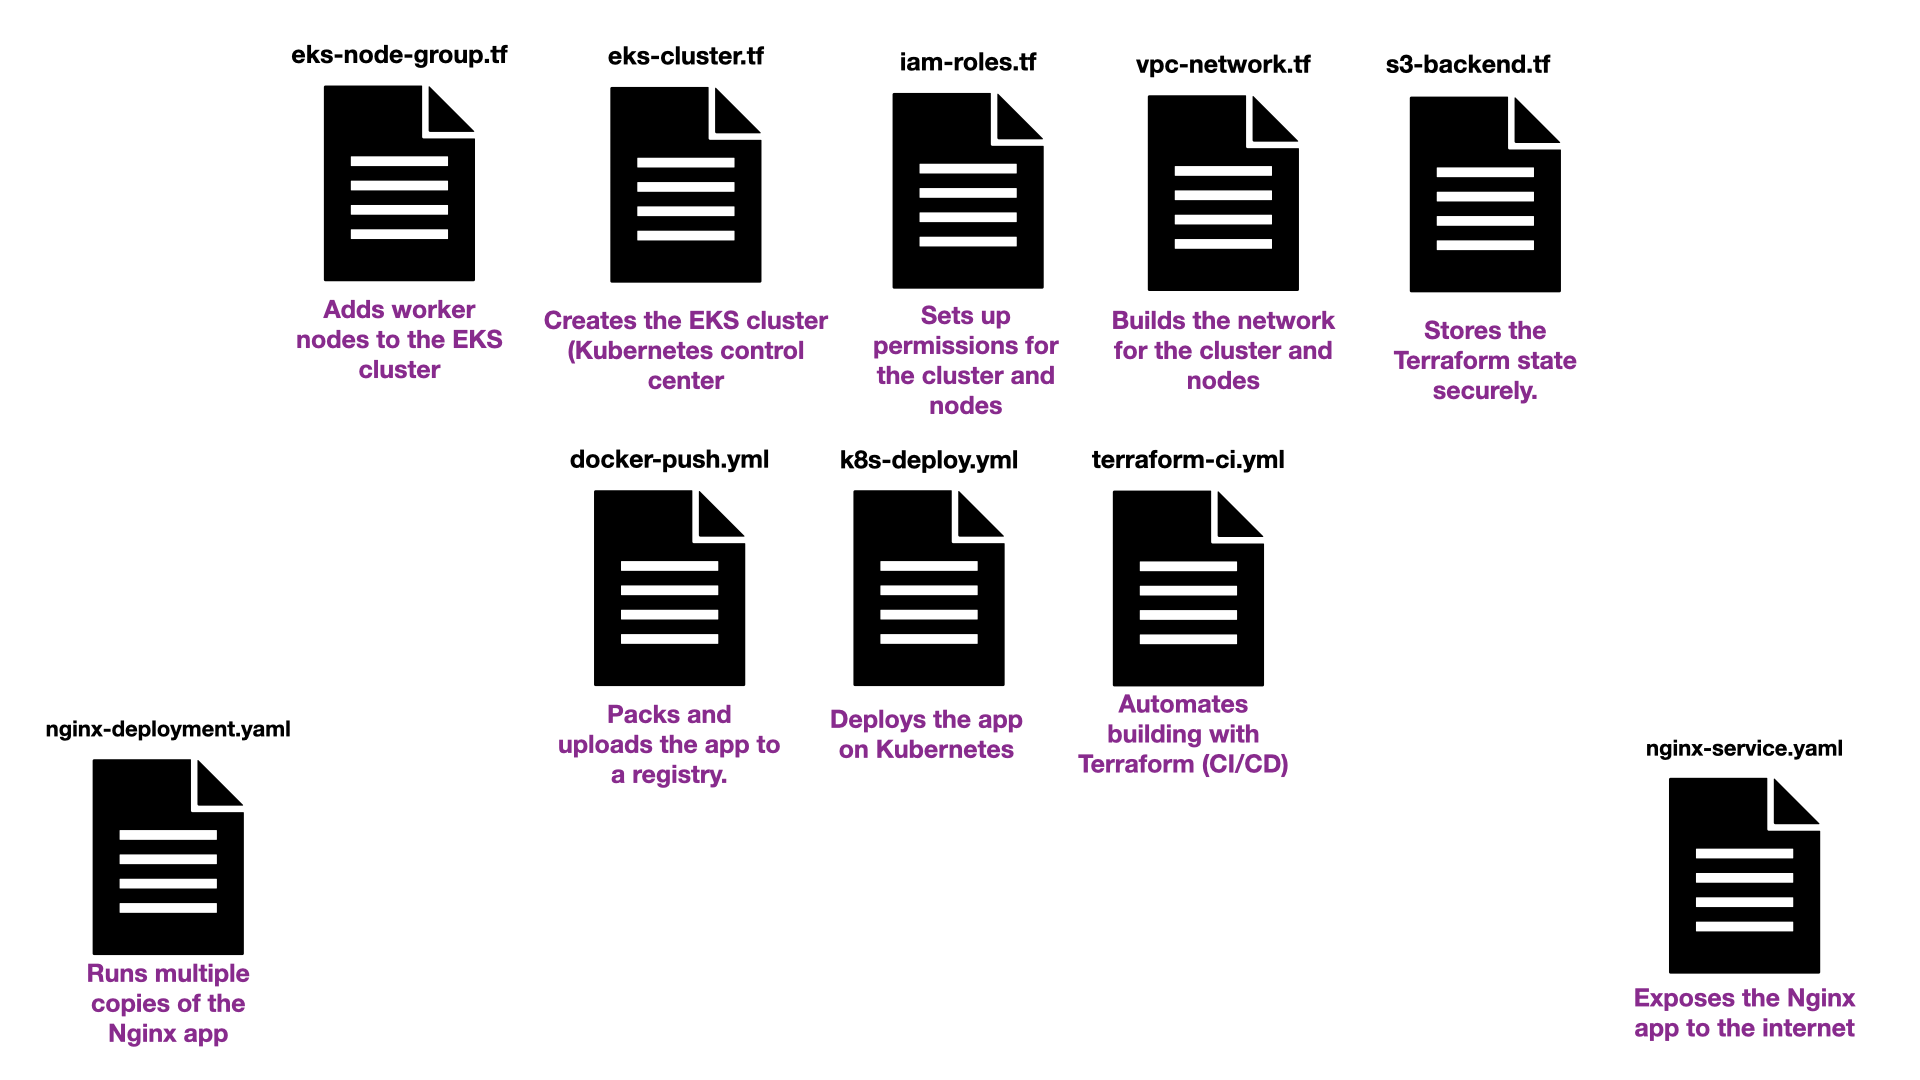 eks-node-group.tf
Adds worker
nodes to the EKS
cluster
eks-cluster.tf
Creates the EKS cluster
(Kubernetes control
center
iam-roles.tf
Sets up
permissions for
the cluster and
nodes
vpc-network.tf
Builds the network
for the cluster and
nodes
s3-backend.tf
Stores the
Terraform state
securely.
docker-push.yml
Packs and
uploads the app to
a registry.
k8s-deploy.yml
Deploys the app
on Kubernetes
terraform-ci.yml
Automates
building with
Terraform (CI/CD)
nginx-deployment.yaml
Runs multiple
copies of the
Nginx app
nginx-service.yaml
Exposes the Nginx
app to the internet